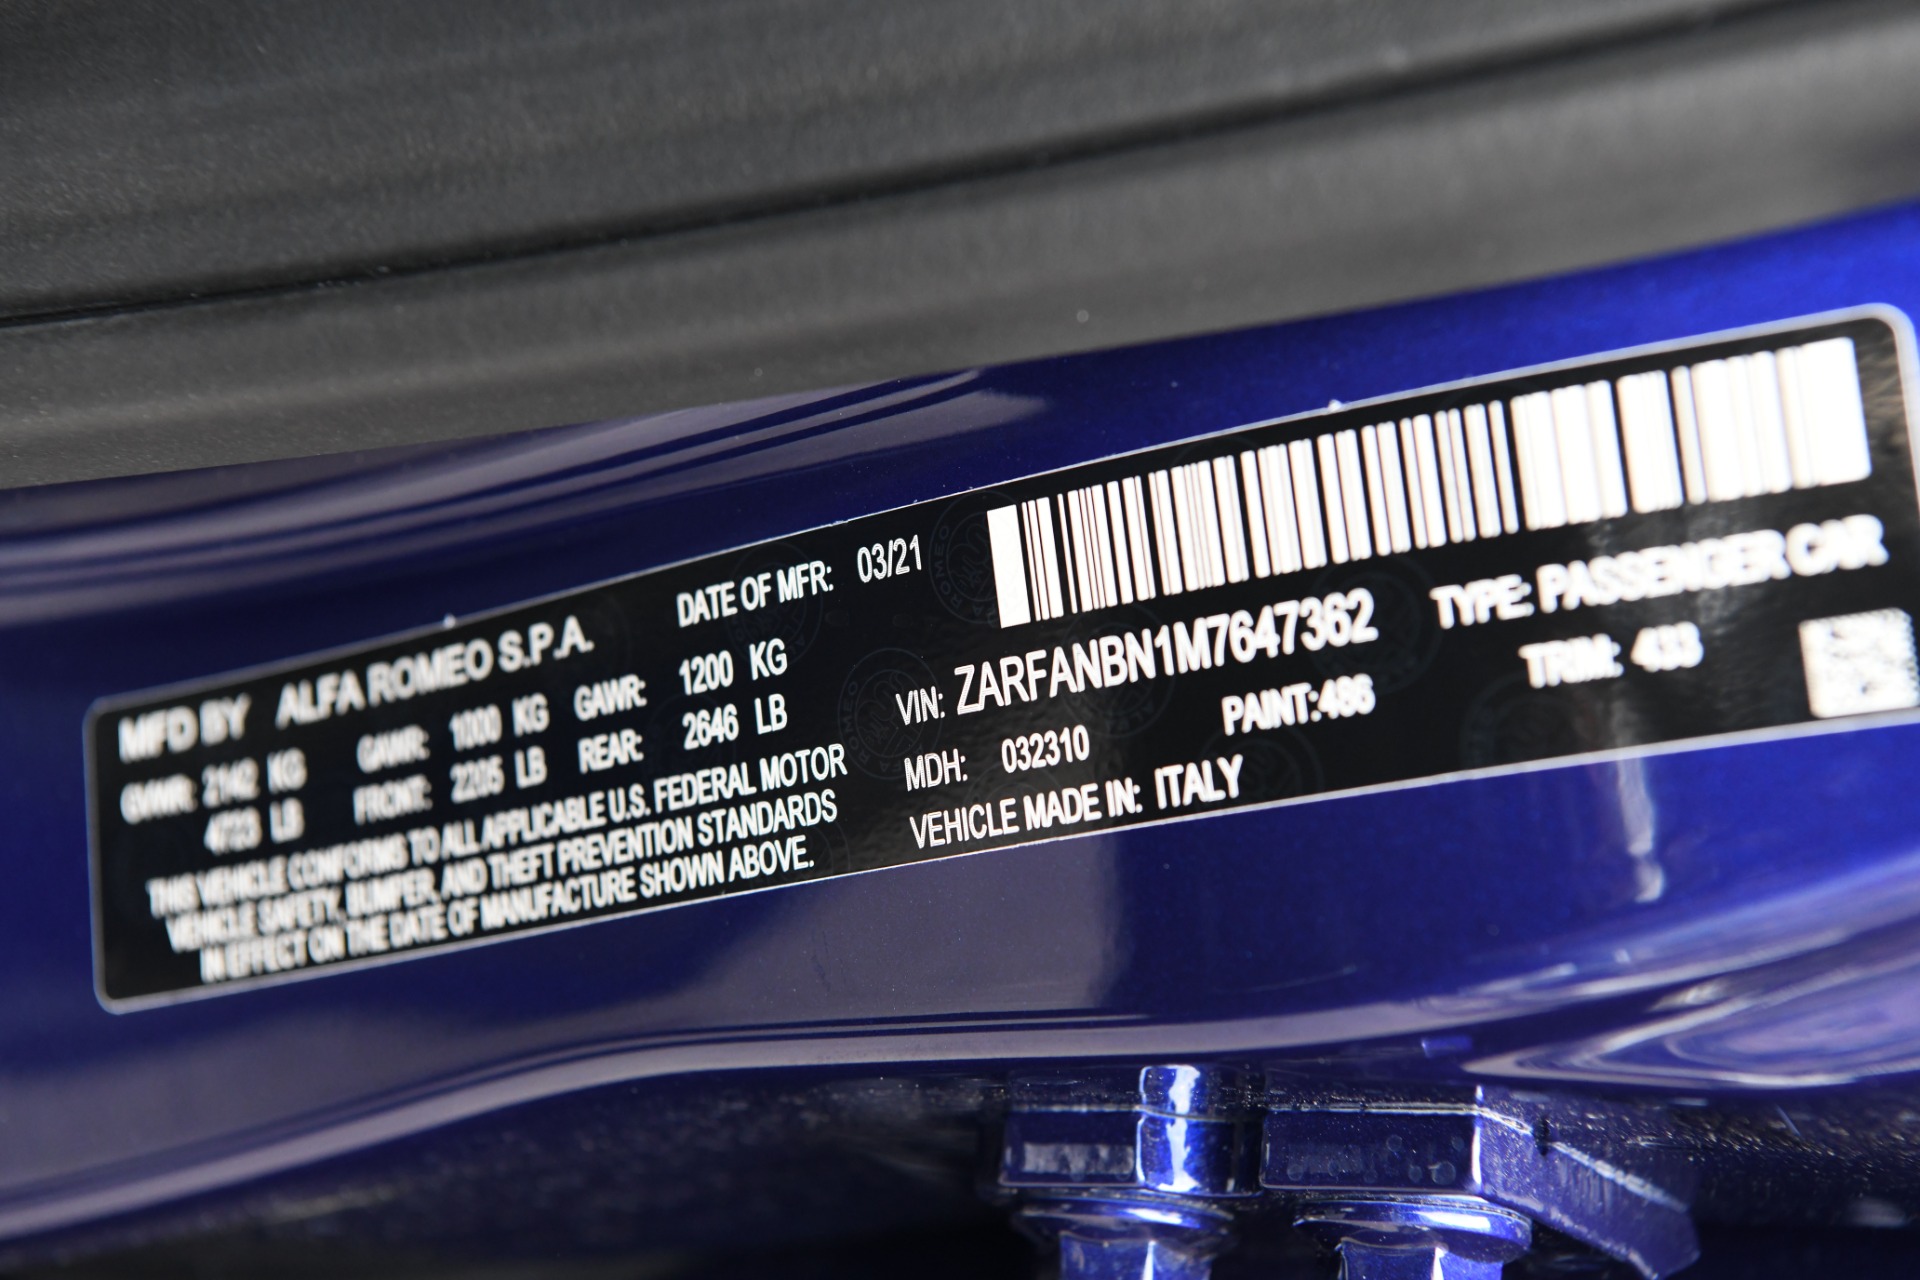 MFD BY ALFA ROMEO S.P.A. DATE OF MFR: 03/21
GVWR: 2142 KG GAWR: 1000 KG GAWR: 1200 KG
4723 LB FRONT: 2205 LB REAR: 2646 LB
THIS VEHICLE CONFORMS TO ALL APPLICABLE U.S. FEDERAL MOTOR
VEHICLE SAFETY, BUMPER, AND THEFT PREVENTION STANDARDS
IN EFFECT ON THE DATE OF MANUFACTURE SHOWN ABOVE.
VIN: ZARFANBN1M7647362 TYPE: PASSENGER CAR
MDH: 032310 PAINT:486 TRIM:
VEHICLE MADE IN: ITALY